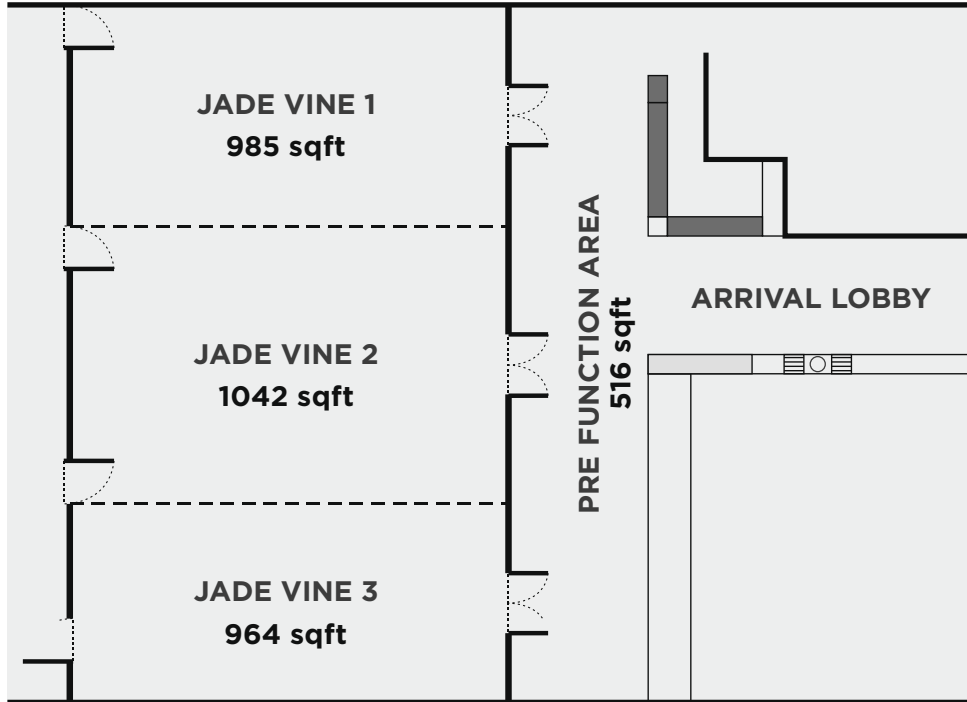 JADE VINE 1
985 sqft
JADE VINE 2
1042 sqft
JADE VINE 3
964 sqft
PRE FUNCTION AREA
516 sqft
ARRIVAL LOBBY